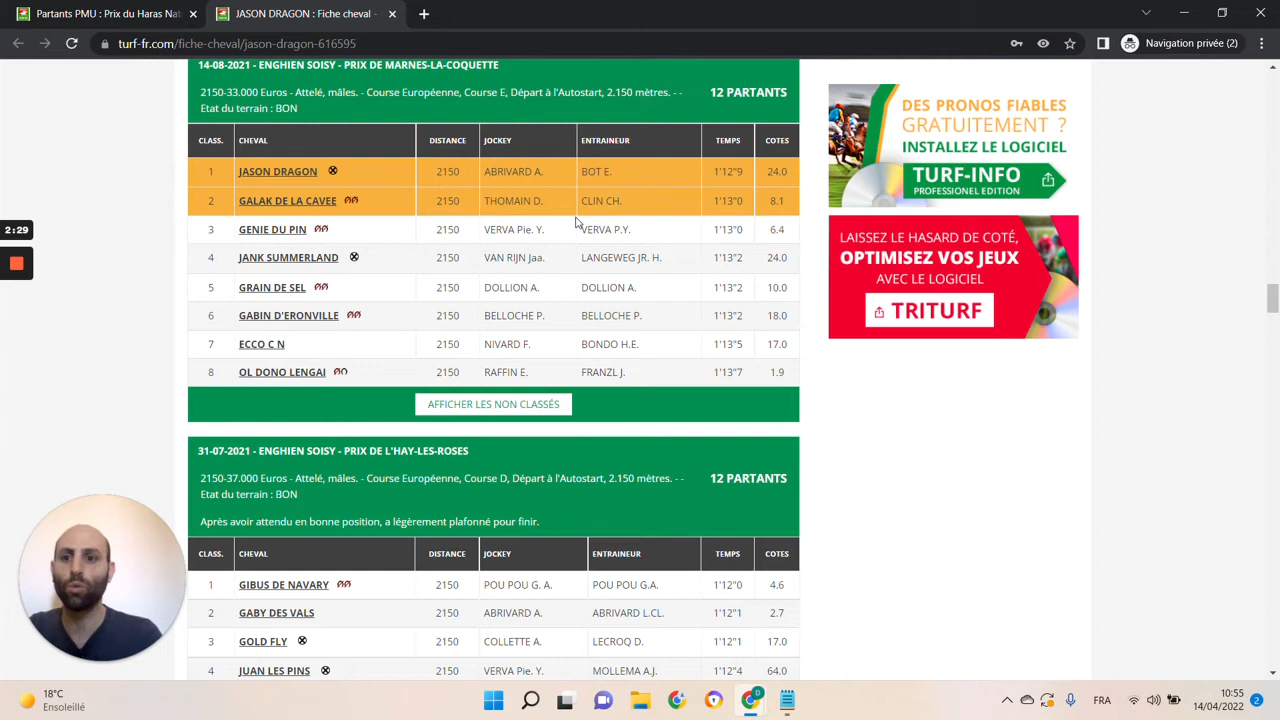 Partants PMU : Prix du Haut-An
Partants PMU : Jason Dragon
turf-fr.com/fiche-cheval/jason-dragon-616595
Navigation privée (2)
14-08-2021 - ENGHIEN SOISY - PRIX DE MARNES-LA-COQUETTE
2150-33.000 Euros - Attelé, mâles. - Course Européenne, Course E, Départ à l'Autostart, 2.150 mètres. - -
Etat du terrain : BON
12 PARTANTS
CLASS. CHEVAL DISTANCE JOCKEY ENTRAINEUR TEMPS COTES
1 JASON DRAGON 2150 ABRIVARD A. BOT E. 1'12"9 24.0
2 GALAK DE LA CAVEE 2150 THOMAIN D. CLIN CH. 1'13"0 8.1
3 GENIE DU PIN 2150 VERVA Pie. Y. VERVA P.Y. 1'13"0 6.4
4 JANK SUMMERLAND 2150 VAN RIJN Jaa. LANGEWEG JR. H. 1'13"2 24.0
GRAIN DE SEL 2150 DOLLION A. DOLLION A. 1'13"2 10.0
6 GABIN D'ERONVILLE 2150 BELLOCHE P. BELLOCHE P. 1'13"2 18.0
7 ECCO C N 2150 NIVARD F. BONDO H.E. 1'13"5 17.0
8 OL DONO LENGAI 2150 RAFFIN E. FRANZL J. 1'13"7 1.9
AFFICHER LES NON CLASSÉS
31-07-2021 - ENGHIEN SOISY - PRIX DE L'HAY-LES-ROSES
2150-37.000 Euros - Attelé, mâles. - Course Européenne, Course D, Départ à l'Autostart, 2.150 mètres. - -
Etat du terrain : BON
12 PARTANTS
Après avoir attendu en bonne position, a légèrement plafonné pour finir.
CLASS. CHEVAL DISTANCE JOCKEY ENTRAINEUR TEMPS COTES
1 GIBUS DE NAVARY 2150 POU POU G. A. POU POU G.A. 1'12"0 4.6
2 GABY DES VALS 2150 ABRIVARD A. ABRIVARD L.CL. 1'12"1 2.7
3 GOLD FLY 2150 COLLETTE A. LECROQ D. 1'12"1 17.0
4 JUAN LES PINS 2150 VERVA Pie. Y. MOLLEMA A.J. 1'12"4 64.0
DES PRONOS FIABLES
GRATUITEMENT ?
INSTALLEZ LE LOGICIEL
TURF-INFO
PROFESSIONEL EDITION
LAISSEZ LE HASARD DE COTÉ,
OPTIMISEZ VOS JEUX
AVEC LE LOGICIEL
TRITURF
2:29
18°C
Ensoleillé
FRA
10:55
14/04/2022
2